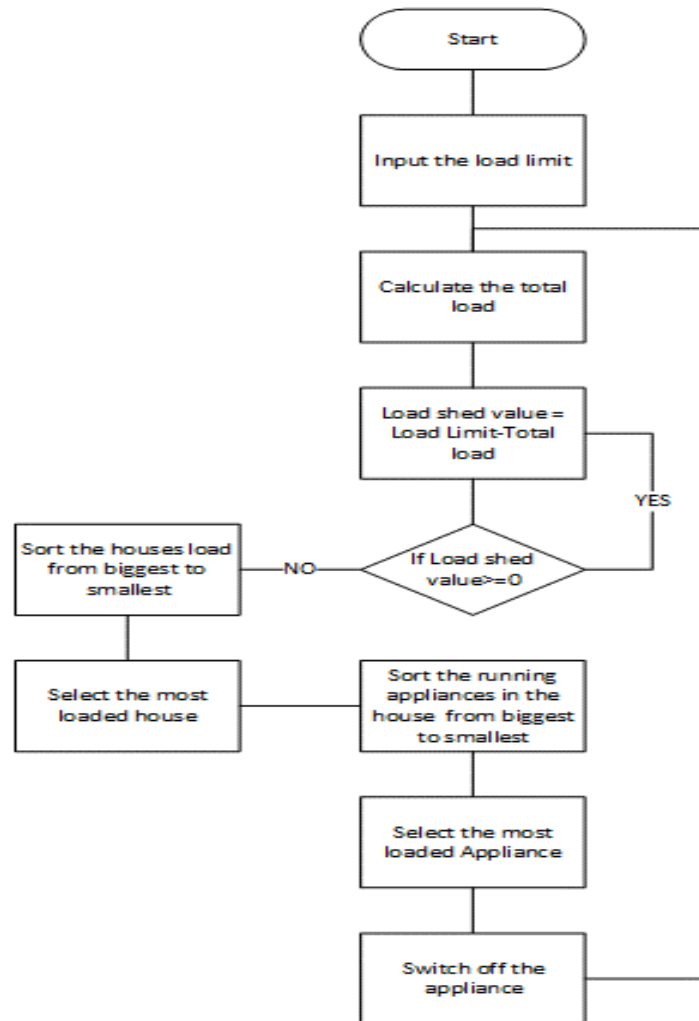 Start
Input the load limit
Calculate the total
load
Load shed value =
Load Limit-Total
load
YES
If Load shed
value>=0
NO
Sort the houses load
from biggest to
smallest
Select the most
loaded house
Sort the running
appliances in the
house from biggest
to smallest
Select the most
loaded Appliance
Switch off the
appliance